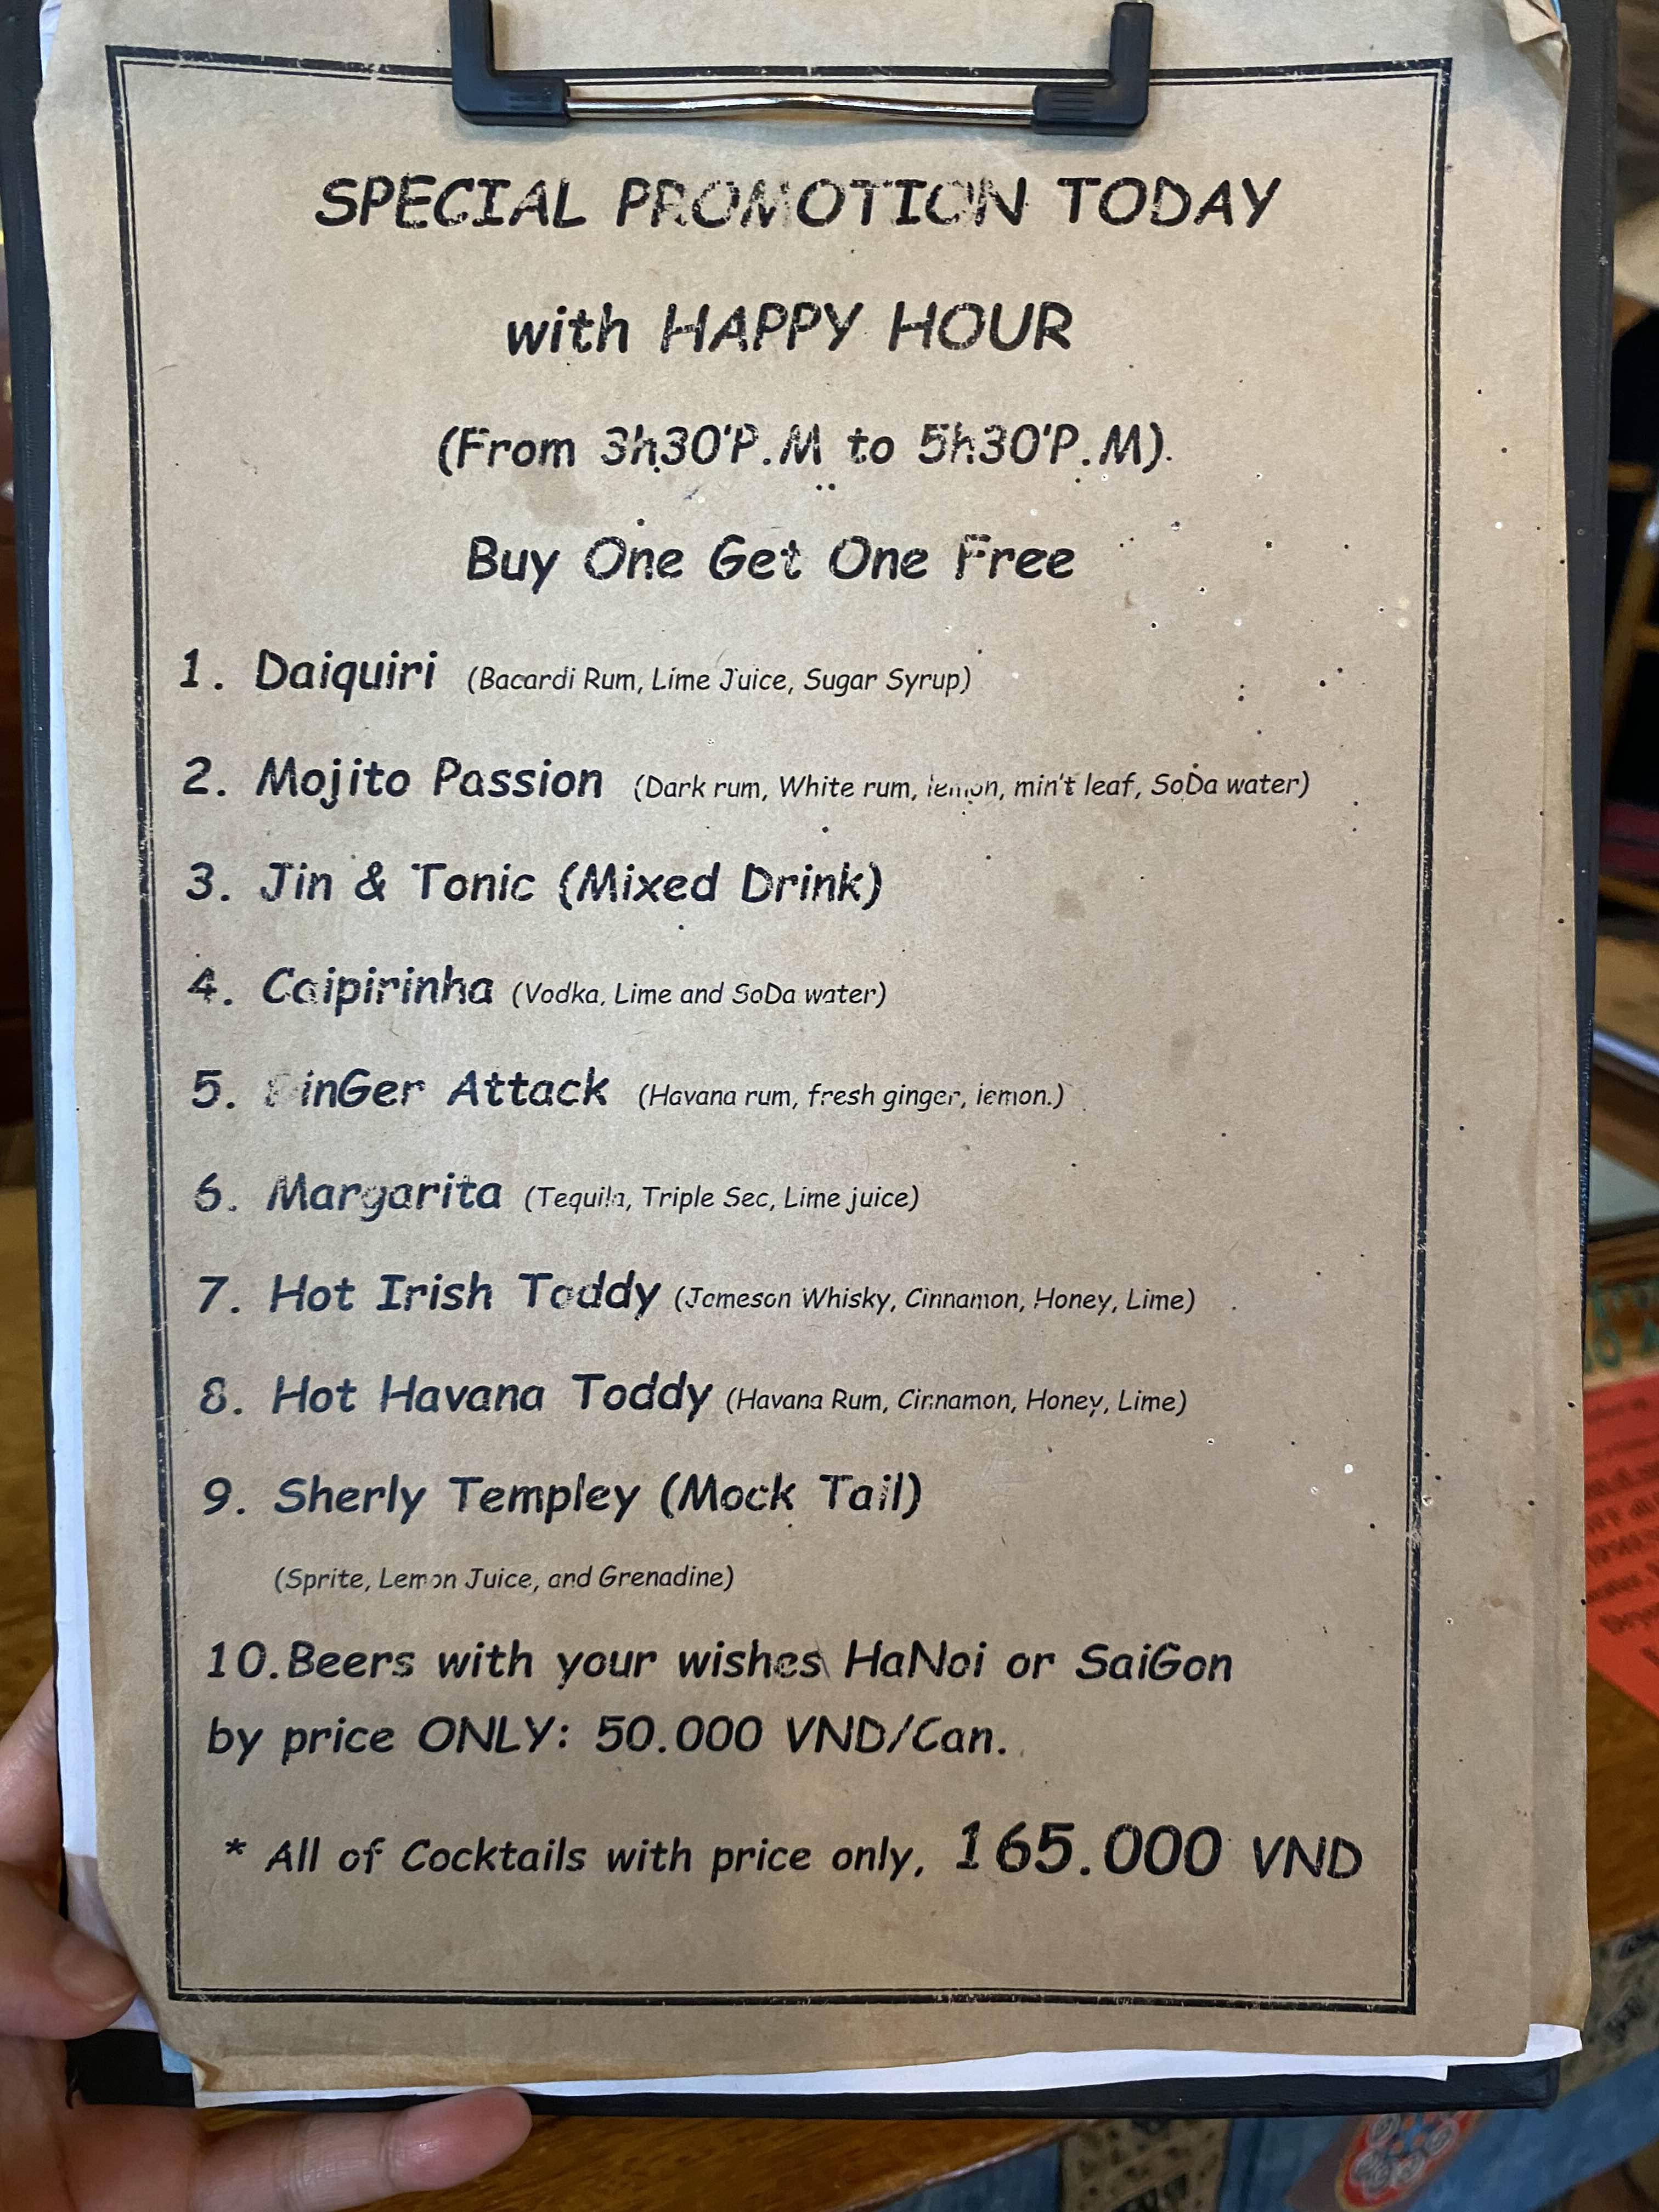 SPECIAL PROMOTION TODAY
with HAPPY HOUR
(From 3h30'P.M to 5h30'P.M).
Buy One Get One Free
1. Daiquiri (Bacardi Rum, Lime Juice, Sugar Syrup)
2. Mojito Passion (Dark rum, White rum, lemon, min't leaf, SoDa water)
3. Jin & Tonic (Mixed Drink)
4. Caipirinha (Vodka, Lime and SoDa water)
5. GinGer Attack (Havana rum, fresh ginger, lemon.)
6. Margarita (Tequila, Triple Sec, Lime juice)
7. Hot Irish Toddy (Jameson Whisky, Cinnamon, Honey, Lime)
8. Hot Havana Toddy (Havana Rum, Cinnamon, Honey, Lime)
9. Sherly Templey (Mock Tail)
(Sprite, Lemon Juice, and Grenadine)
10.Beers with your wishes HaNoi or SaiGon
by price ONLY: 50.000 VND/Can.
* All of Cocktails with price only, 165.000 VND